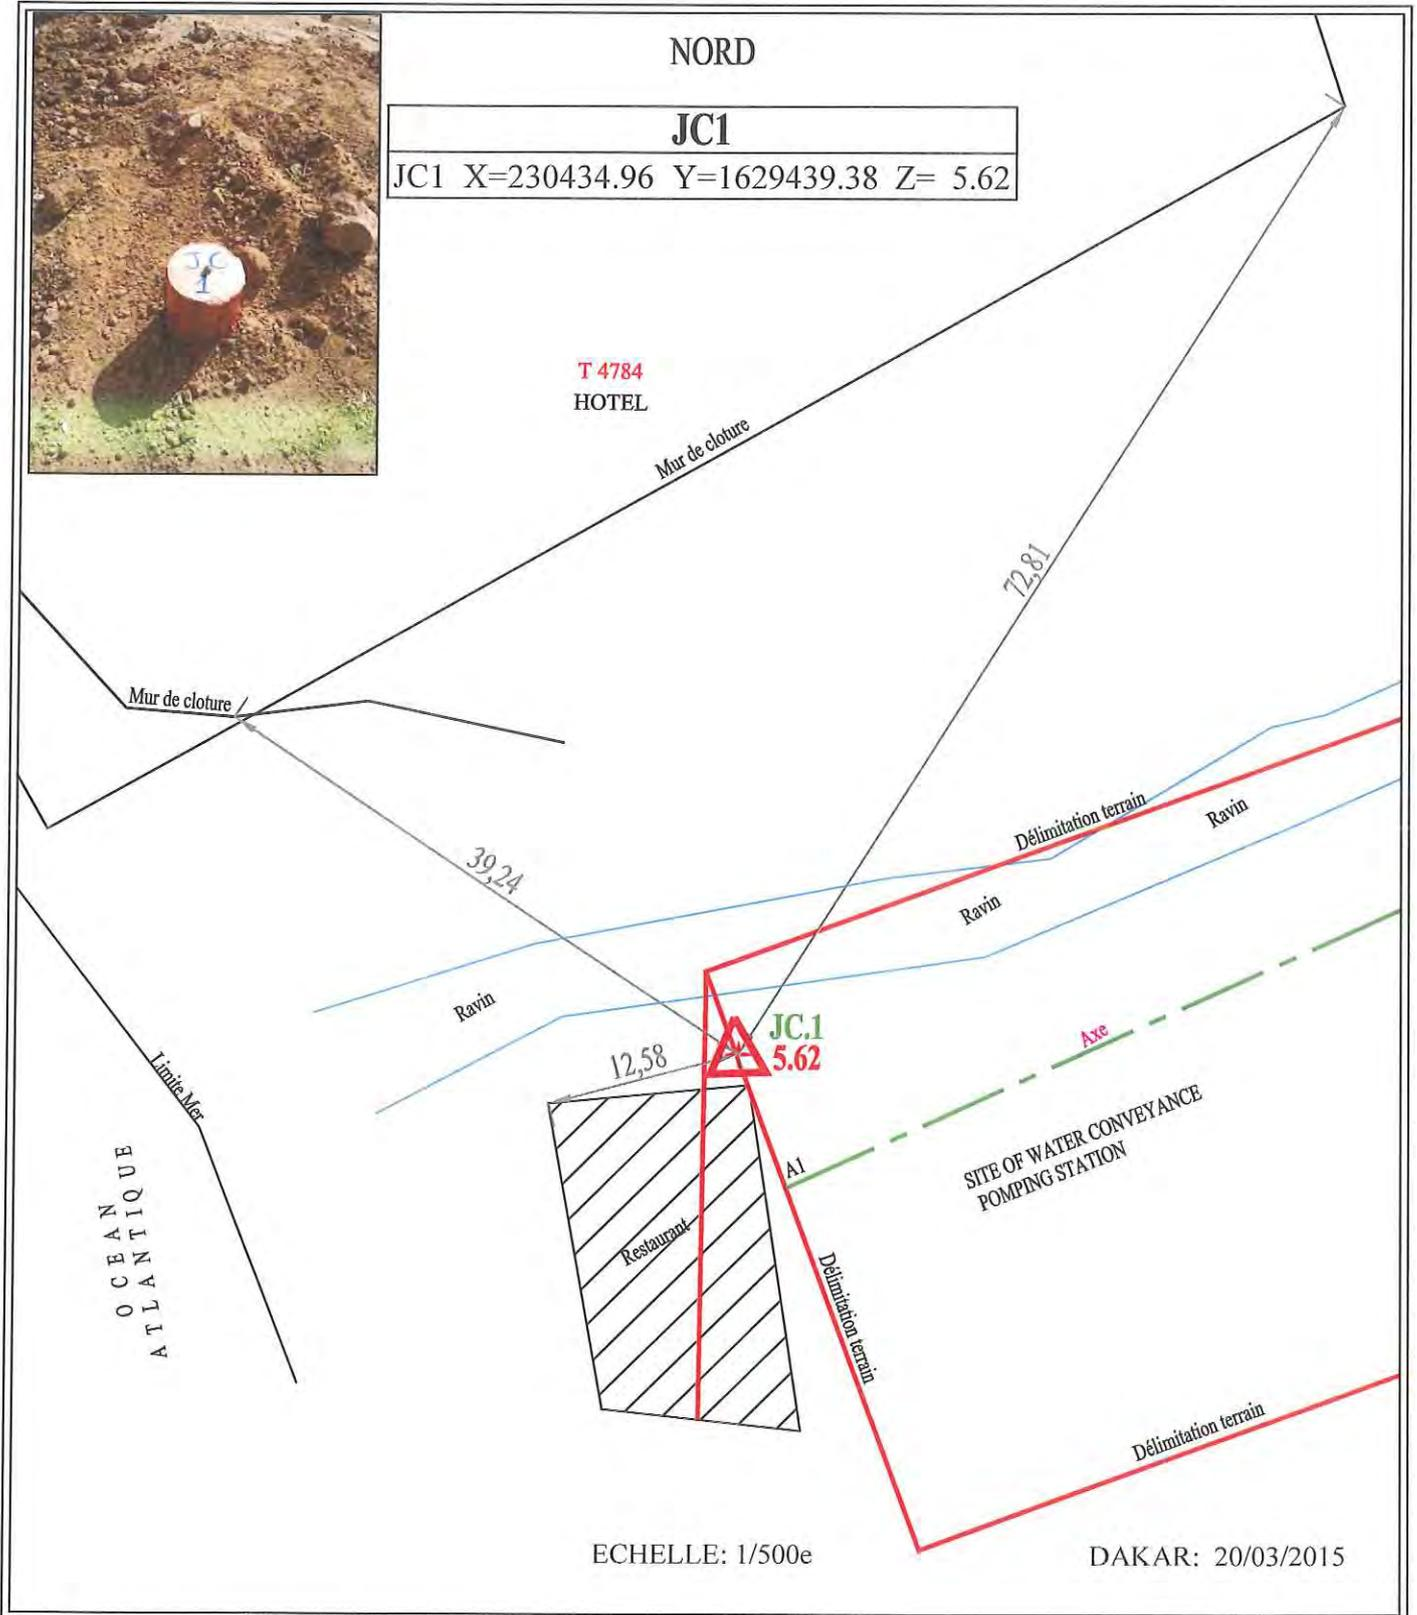 NORD
JC1
JC1 X=230434.96 Y=1629439.38 Z= 5.62
JC
1
T 4784
HOTEL
Mur de cloture
72,81
Mur de cloture
39,24
Délimitation terrain
Ravin
Ravin
Ravin
JC.1
5.62
12,58
Axe
Limite Mer
A1
SITE OF WATER CONVEYANCE
POMPING STATION
OCEAN
ATLANTIQUE
Restaurant
Délimitation terrain
Délimitation terrain
ECHELLE: 1/500e
DAKAR: 20/03/2015